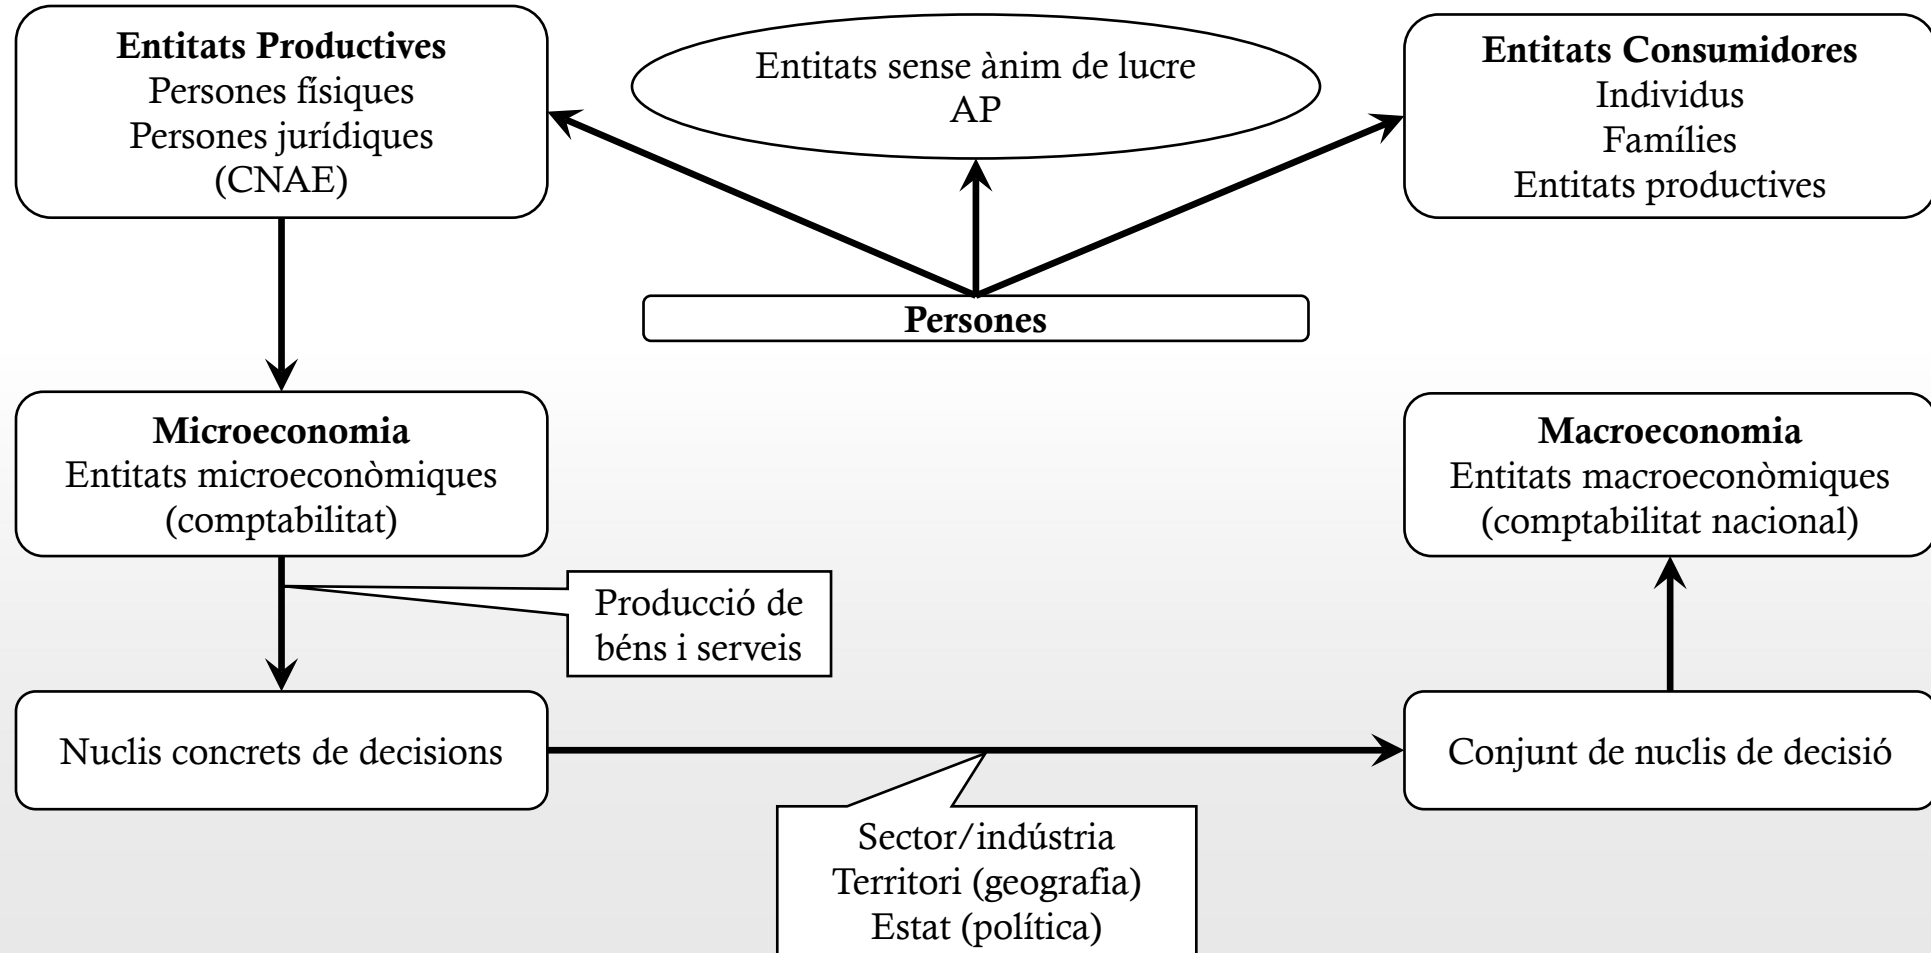 Entitats Productives
Persones físiques
Persones jurídiques
(CNAE)
Entitats sense ànim de lucre
AP
Entitats Consumidores
Individus
Famílies
Entitats productives
Persones
Microeconomia
Entitats microeconòmiques
(comptabilitat)
Macroeconomia
Entitats macroeconòmiques
(comptabilitat nacional)
Producció de
béns i serveis
Nuclis concrets de decisions
Conjunt de nuclis de decisió
Sector/indústria
Territori (geografia)
Estat (política)